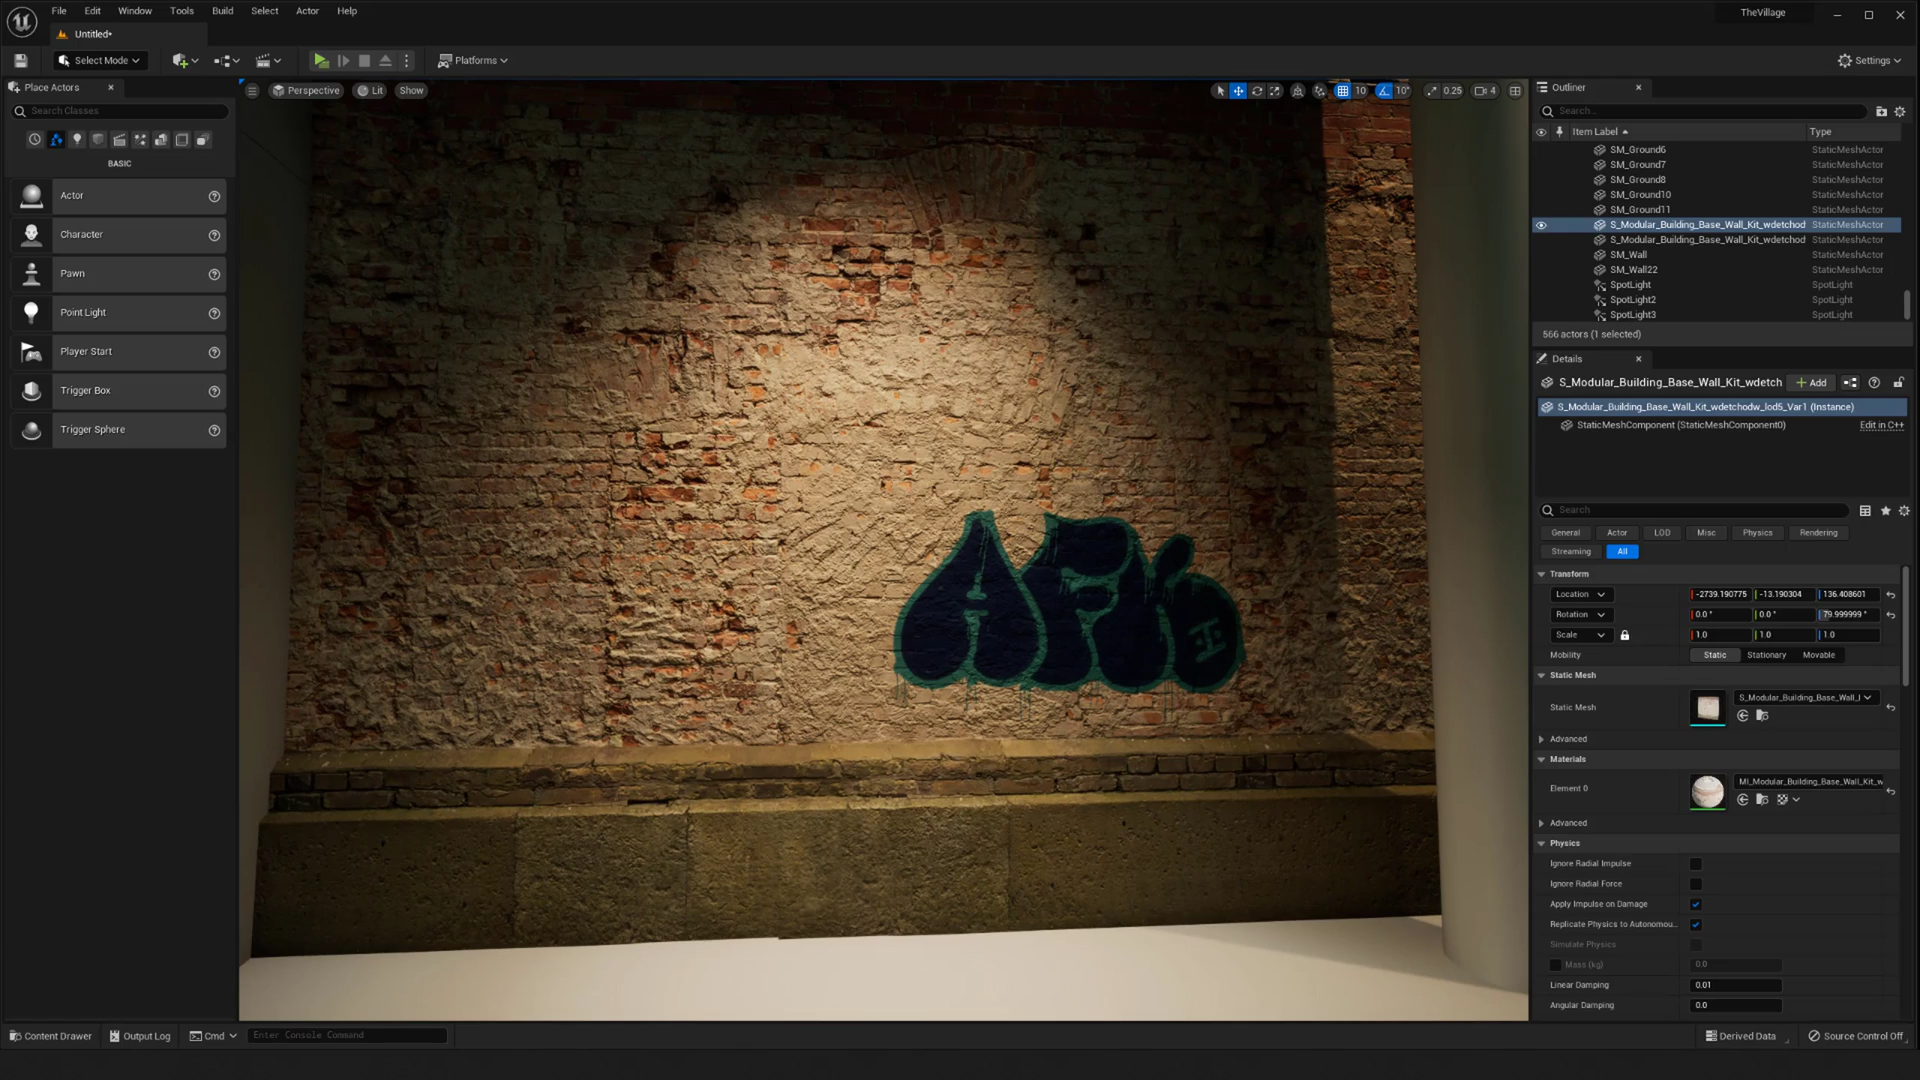 File Edit Window Tools Build Select Actor Help
TheVillage
Untitled*
Select Mode
Platforms
Settings
Place Actors
Search Classes
BASIC
Actor
Character
Pawn
Point Light
Player Start
Trigger Box
Trigger Sphere
Perspective Lit Show
10 10° 0.25 4
Outliner
Search...
Item Label Type
SM_Ground6 StaticMeshActor
SM_Ground7 StaticMeshActor
SM_Ground8 StaticMeshActor
SM_Ground10 StaticMeshActor
SM_Ground11 StaticMeshActor
S_Modular_Building_Base_Wall_Kit_wdetchod StaticMeshActor
S_Modular_Building_Base_Wall_Kit_wdetchod StaticMeshActor
SM_Wall StaticMeshActor
SM_Wall22 StaticMeshActor
SpotLight SpotLight
SpotLight2 SpotLight
SpotLight3 SpotLight
566 actors (1 selected)
Details
S_Modular_Building_Base_Wall_Kit_wdetch Add
S_Modular_Building_Base_Wall_Kit_wdetchodw_lod5_Var1 (Instance)
StaticMeshComponent (StaticMeshComponent0) Edit in C++
Search
General Actor LOD Misc Physics Rendering
Streaming All
Transform
Location -2739.190775 -13.190304 136.408601
Rotation 0.0 ° 0.0 ° 79.999999 °
Scale 1.0 1.0 1.0
Mobility Static Stationary Movable
Static Mesh
Static Mesh S_Modular_Building_Base_Wall_l
Advanced
Materials
Element 0 MI_Modular_Building_Base_Wall_Kit_w
Advanced
Physics
Ignore Radial Impulse
Ignore Radial Force
Apply Impulse on Damage
Replicate Physics to Autonomou...
Simulate Physics
Mass (kg) 0.0
Linear Damping 0.01
Angular Damping 0.0
Content Drawer Output Log Cmd Enter Console Command
Derived Data Source Control Off